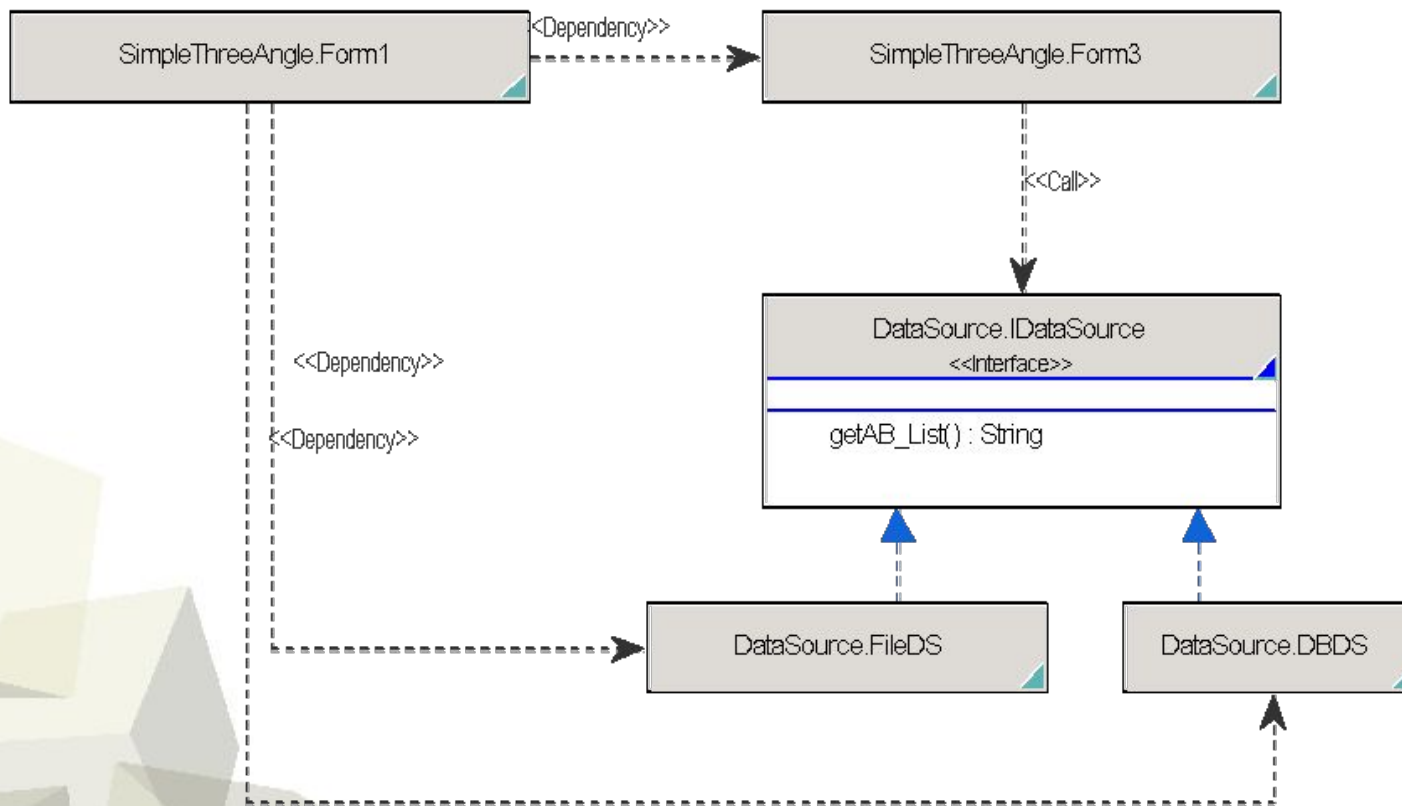 SimpleThreeAngle.Form1
<<Dependency>>
SimpleThreeAngle.Form3
<<Call>>
DataSource.IDataSource
<<Interface>>
getAB_List() : String
<<Dependency>>
<<Dependency>>
DataSource.FileDS
DataSource.DBDS